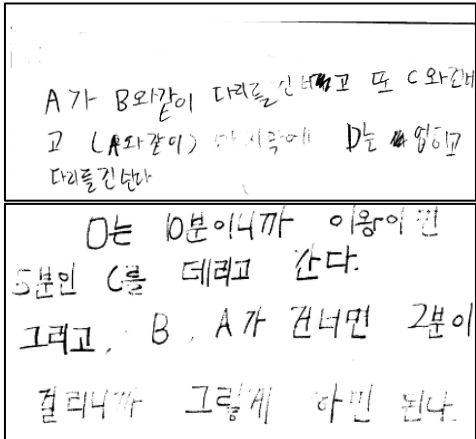 A가 B와같이 다리를 건너고 또 C와건너
고 (A와같이) 마지막에 D는 업히고
다리를 건넌다
D는 10분이니까 이왕이면
5분인 C를 데리고 간다.
그리고, B, A가 건너면 2분이
걸리니까 그렇게 하면 된다.